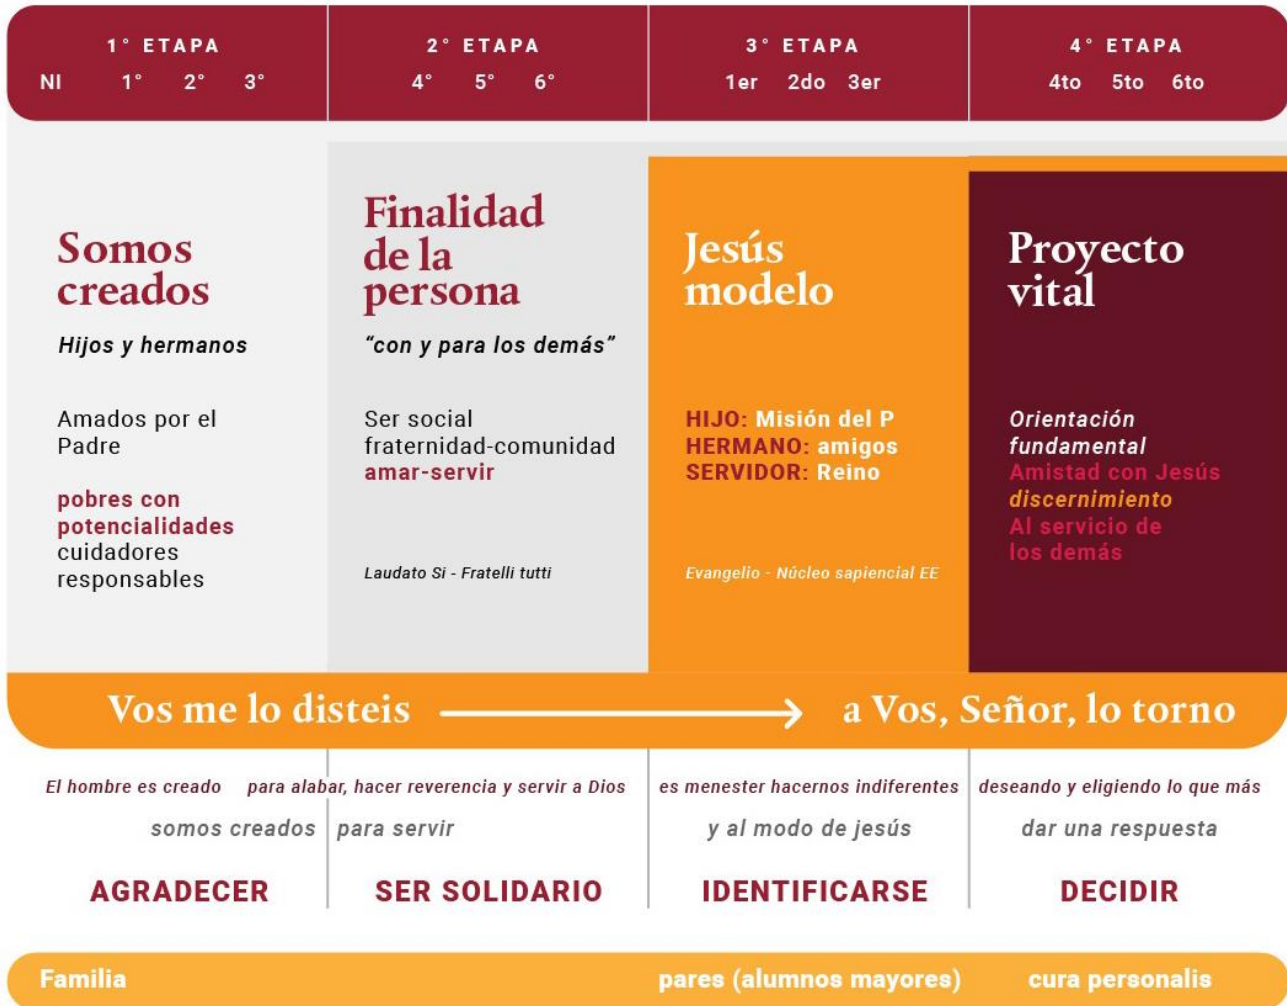 1° ETAPA
NI 1° 2° 3°
2° ETAPA
4° 5° 6°
3° ETAPA
1er 2do 3er
4° ETAPA
4to 5to 6to
Somos
creados
Hijos y hermanos
Amados por el
Padre
pobres con
potencialidades
cuidadores
responsables
Finalidad
de la
persona
“con y para los demás”
Ser social
fraternidad-comunidad
amar-servir
Laudato Si - Fratelli tutti
Jesús
modelo
HIJO: Misión del P
HERMANO: amigos
SERVIDOR: Reino
Evangelio - Núcleo sapiencial EE
Proyecto
vital
Orientación
fundamental
Amistad con Jesús
discernimiento
Al servicio de
los demás
Vos me lo disteis a Vos, Señor, lo torno
El hombre es creado para alabar, hacer reverencia y servir a Dios es menester hacernos indiferentes deseando y eligiendo lo que más
somos creados para servir y al modo de jesús dar una respuesta
AGRADECER SER SOLIDARIO IDENTIFICARSE DECIDIR
Familia pares (alumnos mayores) cura personalis